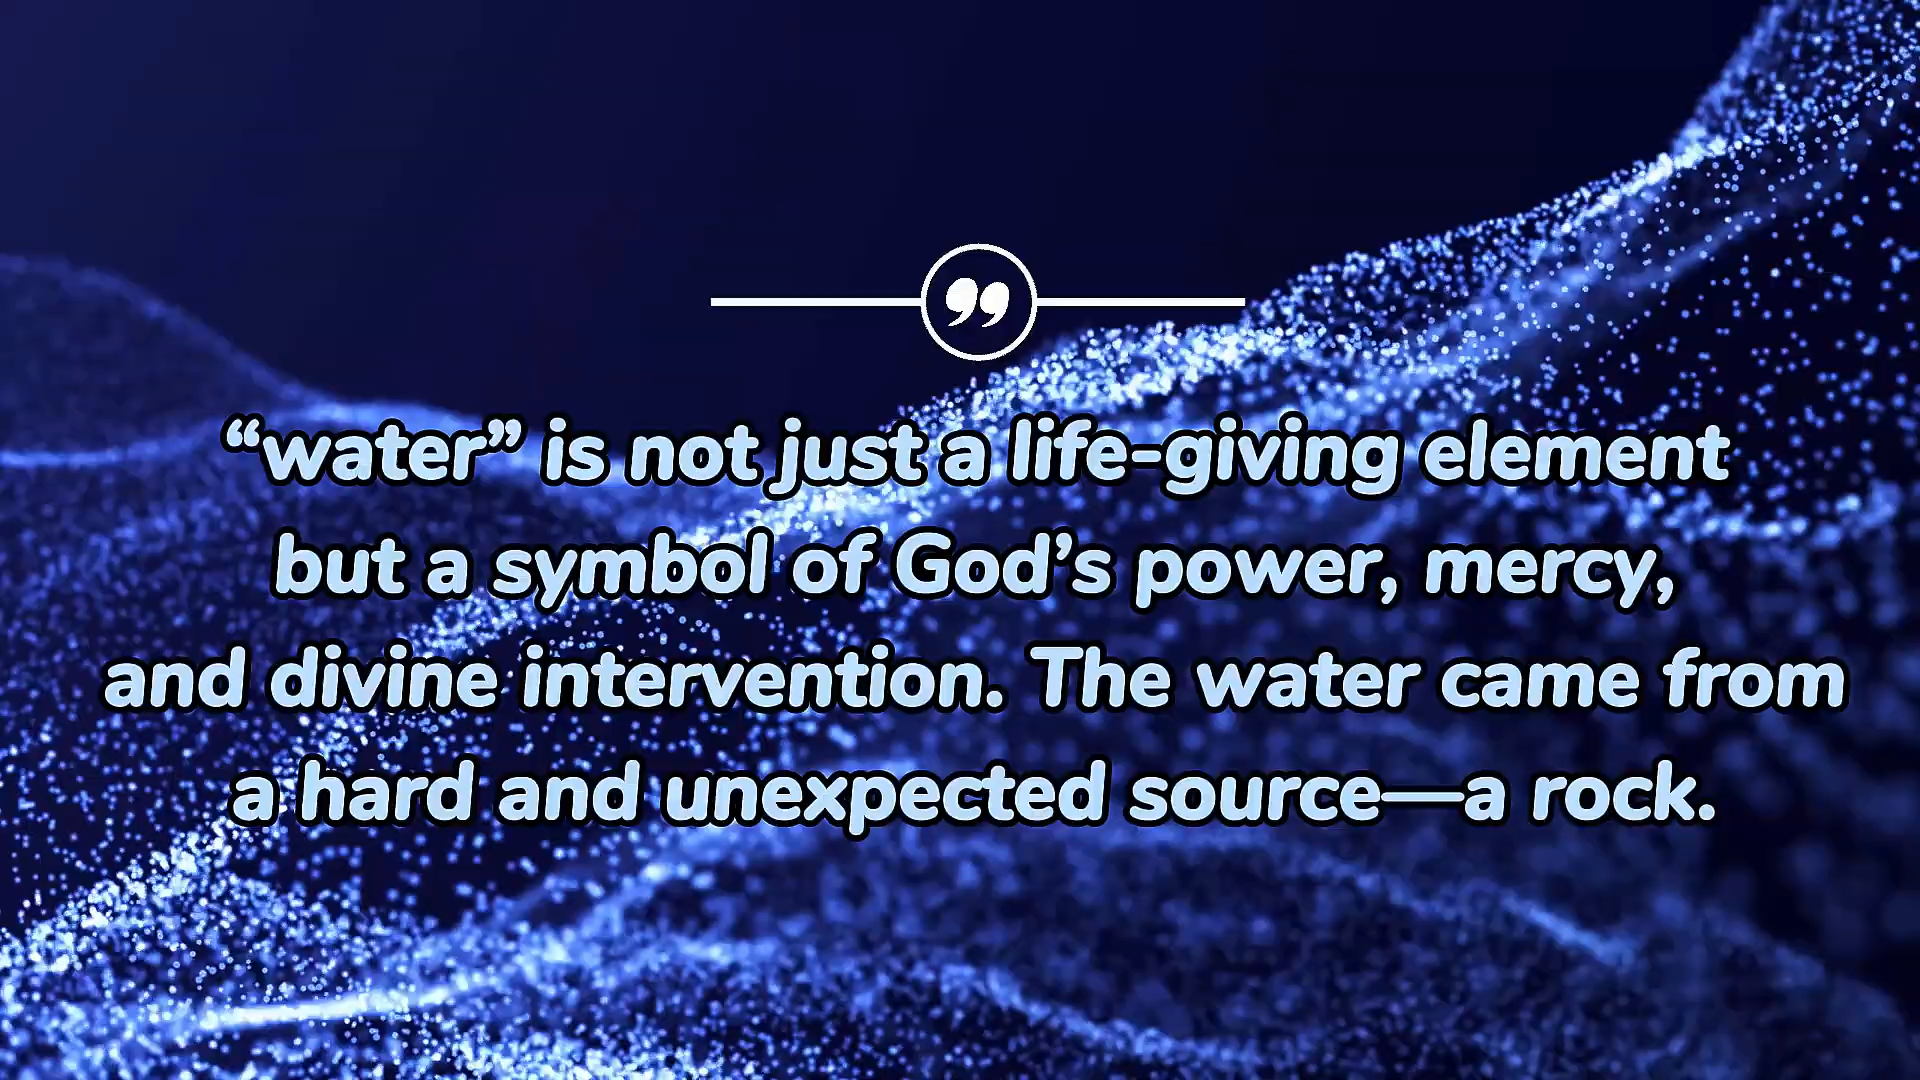 “water” is not just a life-giving element
but a symbol of God’s power, mercy,
and divine intervention. The water came from
a hard and unexpected source—a rock.